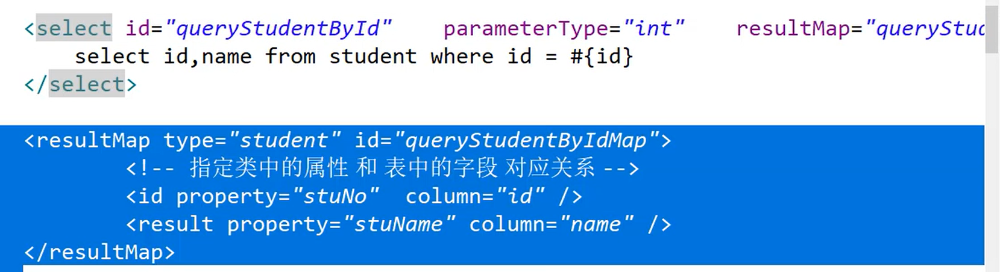 <select id="queryStudentById" parameterType="int" resultMap="queryStud
select id,name from student where id = #{id}
</select>
<resultMap type="student" id="queryStudentByIdMap">
<!-- 指定类中的属性 和 表中的字段 对应关系 -->
<id property="stuNo" column="id" />
<result property="stuName" column="name" />
</resultMap>